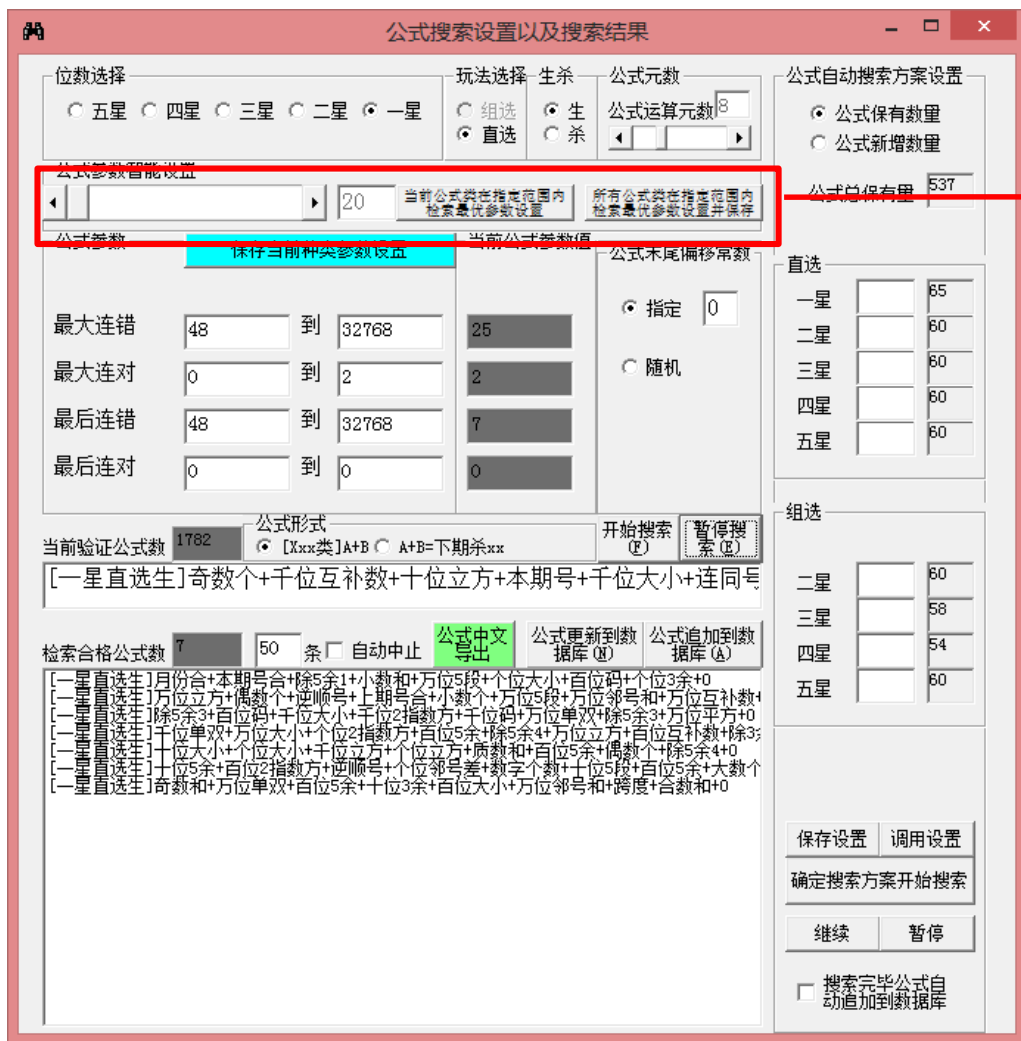 公式搜索设置以及搜索结果
位数选择
五星 四星 三星 二星 一星
玩法选择
组选
直选
生杀
生
杀
公式元数
公式运算元数 8
公式自动搜索方案设置
公式保有数量
公式新增数量
公式总保有量 537
公式参数智能设置
20
当前公式类在指定范围内
检索最优参数设置
所有公式类在指定范围内
检索最优参数设置并保存
公式参数
保存当前种类参数设置
当前公式参数值
最大连错 48 到 32768 25
最大连对 0 到 2 2
最后连错 48 到 32768 7
最后连对 0 到 0 0
公式末尾偏移常数
指定 0
随机
直选
一星 65
二星 60
三星 60
四星 60
五星 60
当前验证公式数 1782
公式形式
[Xxx类]A+B A+B=下期杀xx
开始搜索
(F)
暂停搜
索(E)
[一星直选生]奇数个+千位互补数+十位立方+本期号+千位大小+连同号
组选
二星 60
三星 58
四星 54
五星 60
检索合格公式数 7 50 条 自动中止
公式中文
导出
公式更新到数
据库(N)
公式追加到数
据库(A)
[一星直选生]月份合+本期号合+除5余1+小数和+万位5段+个位大小+百位码+个位3余+0
[一星直选生]万位立方+偶数个+逆顺号+上期号合+小数个+万位5段+万位邻号和+万位互补数+
[一星直选生]除5余3+百位码+千位大小+千位2指数方+千位码+万位单双+除5余3+万位平方+0
[一星直选生]千位单双+万位大小+个位2指数方+百位5余+除5余4+万位立方+百位互补数+除3余
[一星直选生]十位大小+个位大小+千位立方+个位立方+质数和+百位5余+偶数个+除5余4+0
[一星直选生]十位5余+百位2指数方+逆顺号+个位邻号差+数字个数+十位5段+百位5余+大数个
[一星直选生]奇数和+万位单双+百位5余+十位3余+百位大小+万位邻号和+跨度+合数和+0
保存设置 调用设置
确定搜索方案开始搜索
继续 暂停
搜索完毕公式自
动追加到数据库